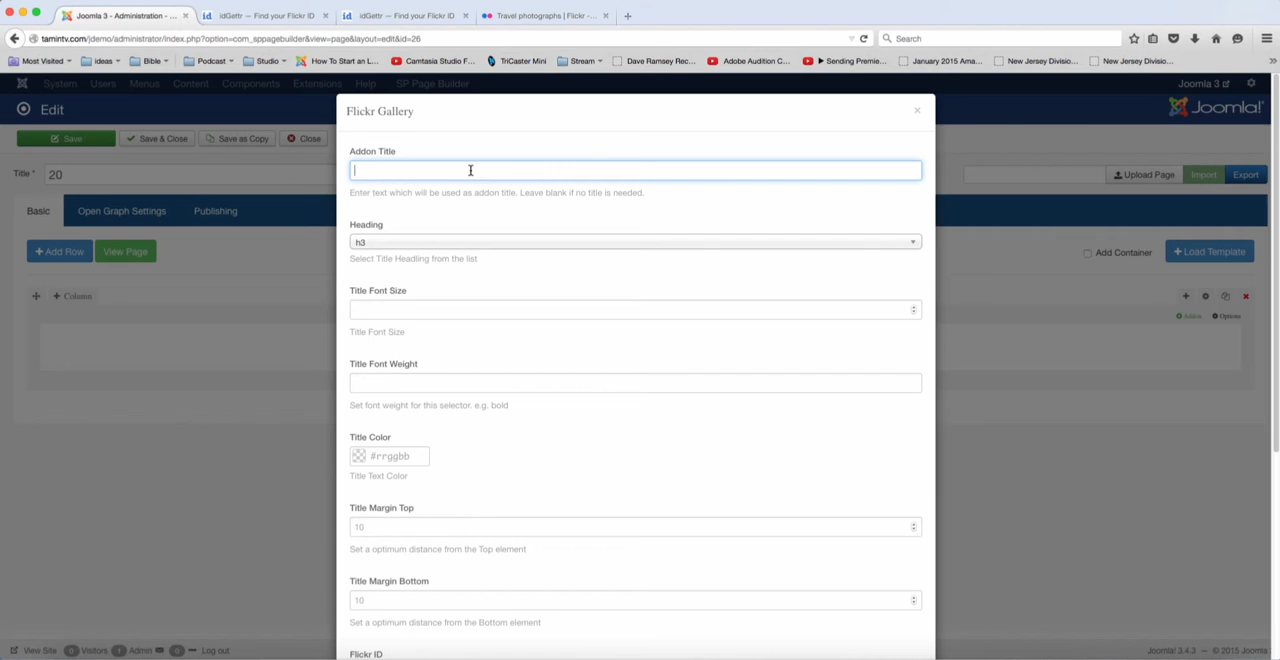 Joomla 3 - Administration - ... × idGettr — Find your Flickr ID × idGettr — Find your Flickr ID × Travel photographs | Flickr -... × +
tamintv.com/jdemo/administrator/index.php?option=com_sppagebuilder&view=page&layout=edit&id=26 Search
Most Visited ideas Bible Podcast Studio How To Start an L... Camtasia Studio F... TriCaster Mini Stream Dave Ramsey Rec... Adobe Audition C... ▶ Sending Premie... January 2015 Ama... New Jersey Divisio... New Jersey Divisio... »
System Users Menus Content Components Extensions Help SP Page Builder Joomla 3
Edit Flickr Gallery × Joomla!
Save Save & Close Save as Copy Close
Addon Title
Title * 20 Upload Page Import Export
Enter text which will be used as addon title. Leave blank if no title is needed.
Basic Open Graph Settings Publishing
Heading
h3
+ Add Row View Page Add Container + Load Template
Select Title Headling from the list
Title Font Size
+ Column
Addon Options
Title Font Size
Title Font Weight
Set font weight for this selector. e.g. bold
Title Color
#rrggbb
Title Text Color
Title Margin Top
10
Set a optimum distance from the Top element
Title Margin Bottom
10
Set a optimum distance from the Bottom element
View Site 0 Visitors 1 Admin 0 Log out Joomla! 3.4.3 — © 2015 Joomla
Flickr ID